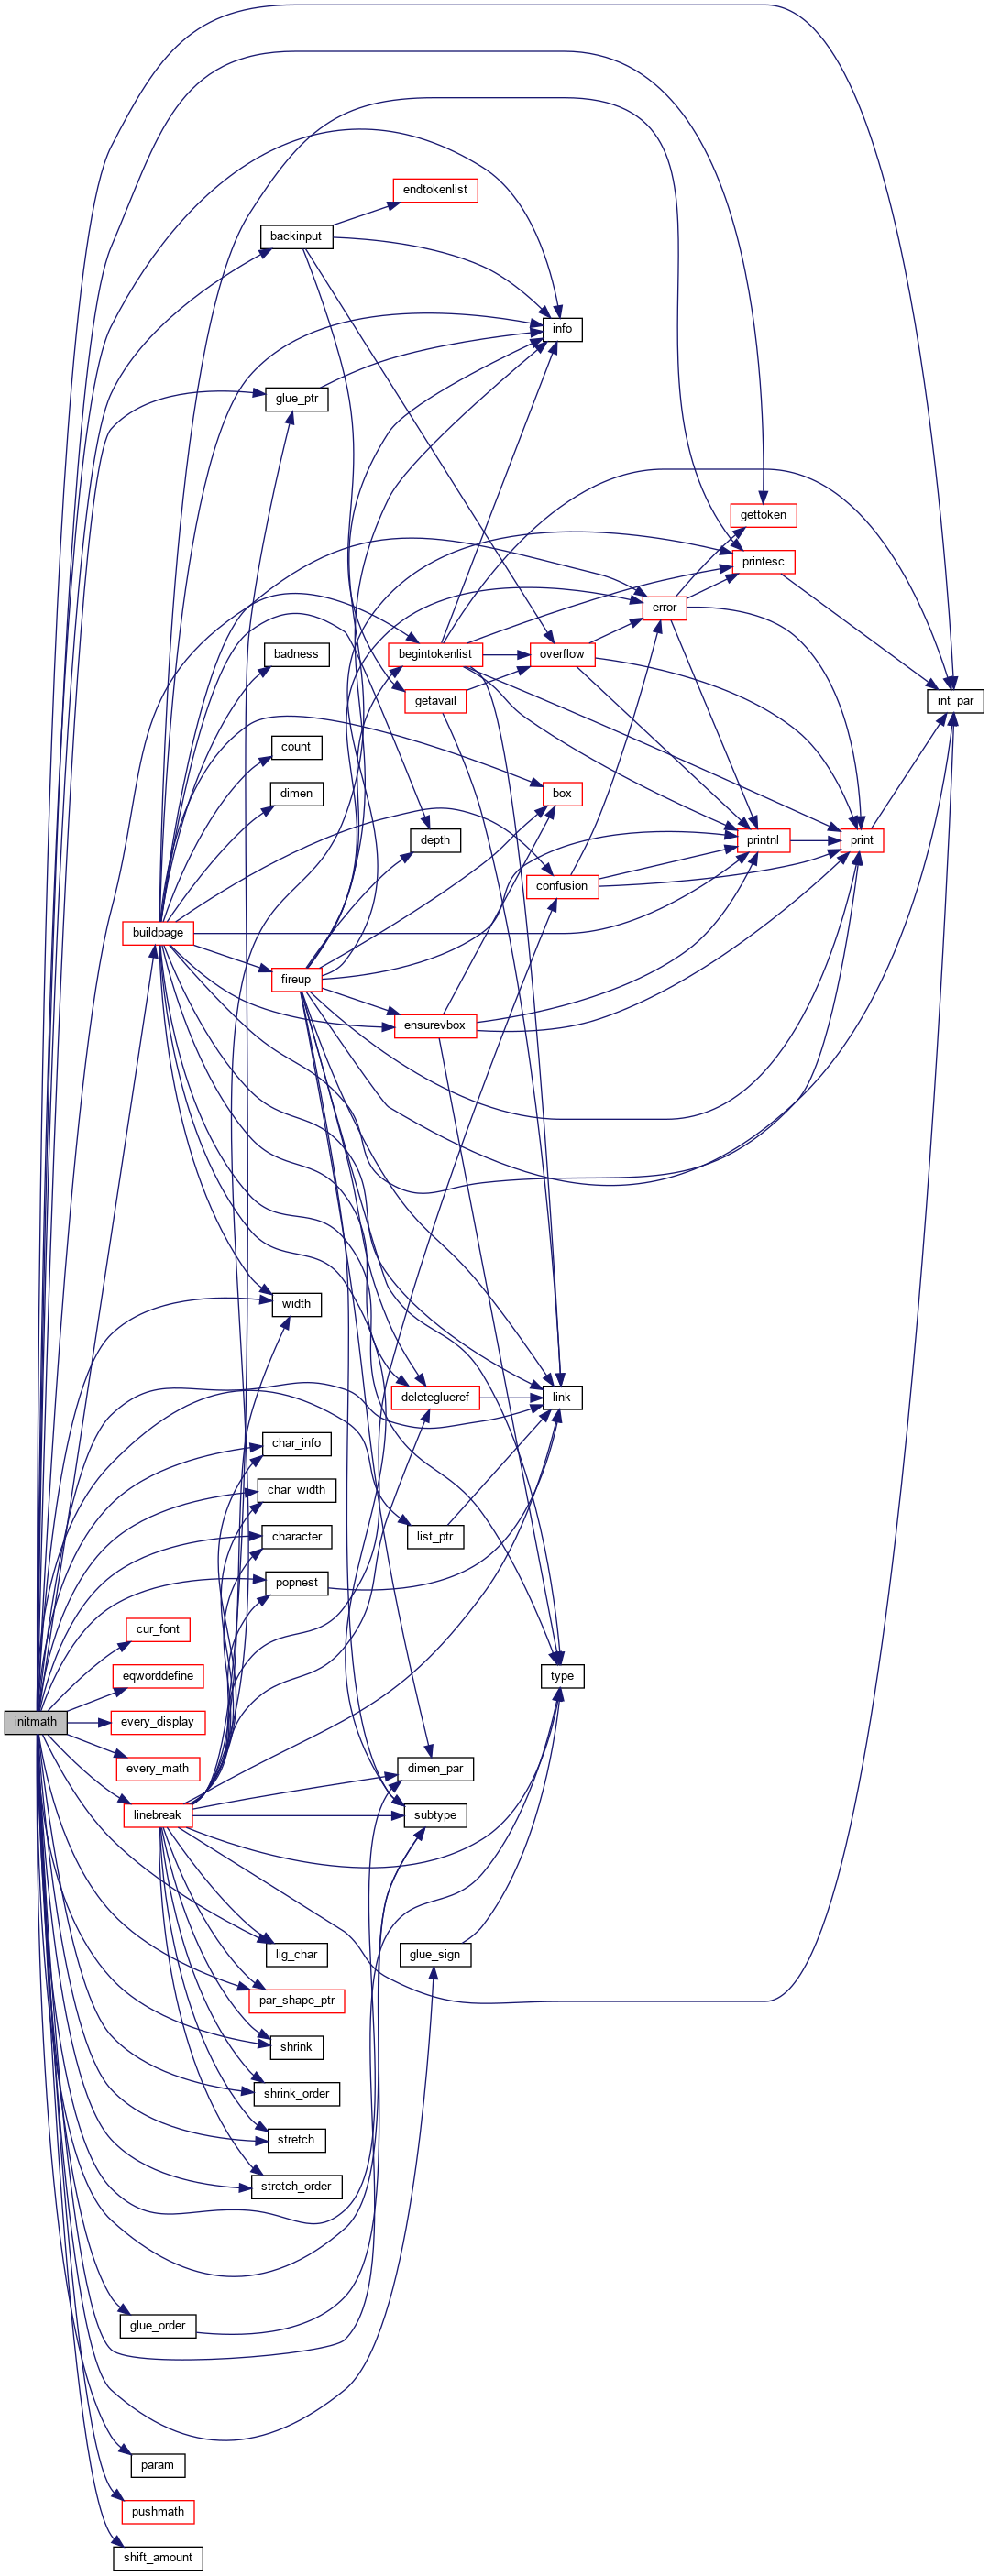 endtokenlist
backinput
info
glue_ptr
gettoken
printesc
error
badness
begintokenlist
overflow
getavail
int_par
count
dimen
box
depth
printnl
print
confusion
buildpage
fireup
ensurevbox
width
deleteglueref
link
char_info
char_width
character
list_ptr
popnest
cur_font
eqworddefine
type
initmath
every_display
every_math
dimen_par
linebreak
subtype
lig_char
glue_sign
par_shape_ptr
shrink
shrink_order
stretch
stretch_order
glue_order
param
pushmath
shift_amount